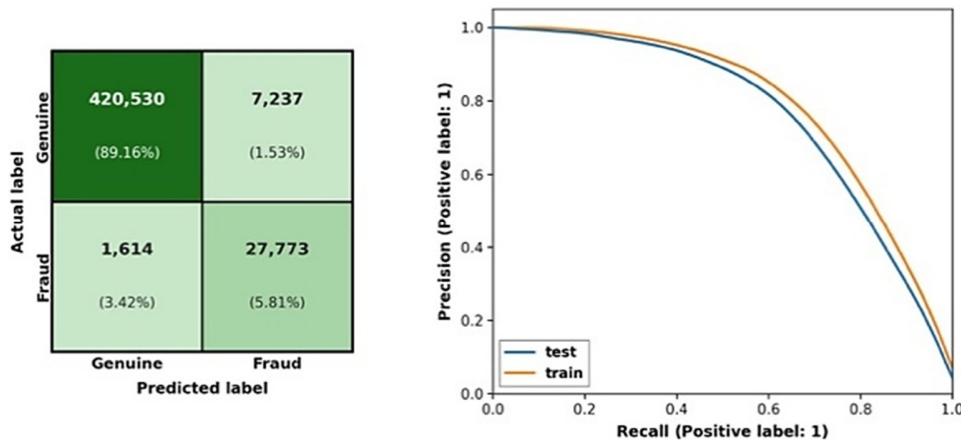 420,530
7,237
(89.16%)
(1.53%)
1,614
27,773
(3.42%)
(5.81%)
Genuine
Fraud
Actual label
Genuine
Fraud
Predicted label
Precision (Positive label: 1)
1.0
0.8
0.6
0.4
0.2
0.0
test
train
0.0
0.2
0.4
0.6
0.8
1.0
Recall (Positive label: 1)